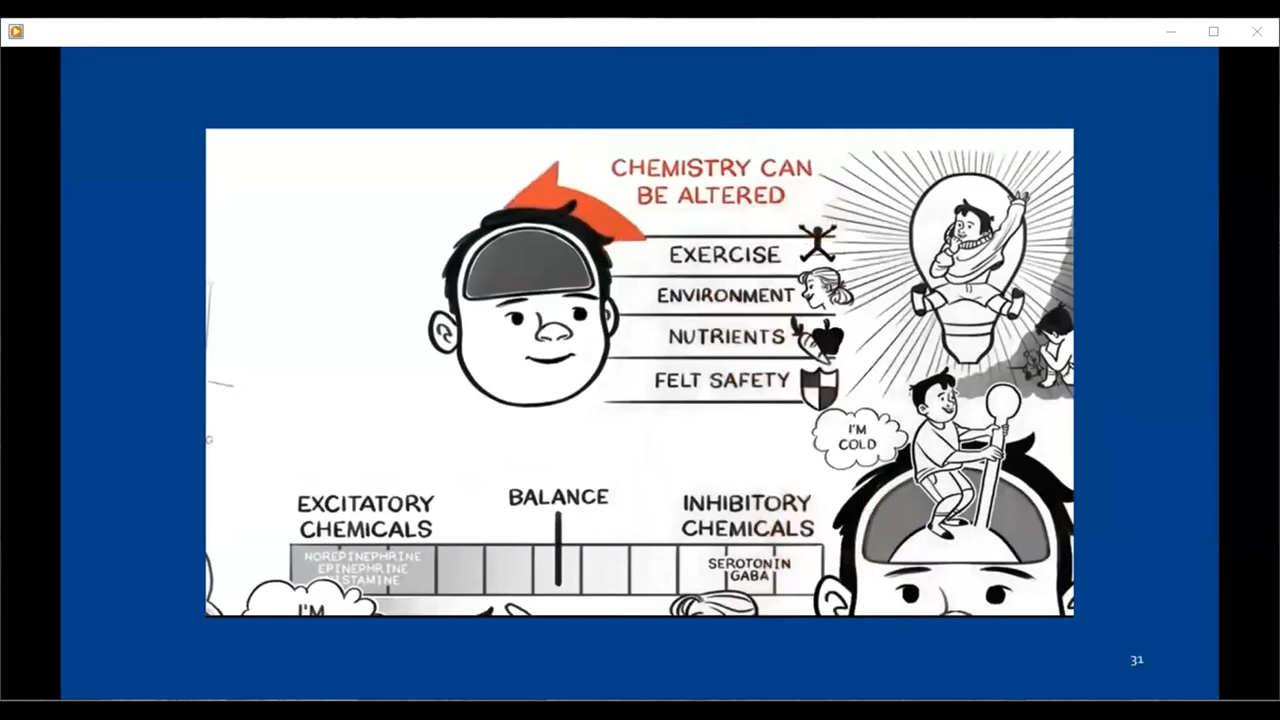 CHEMISTRY CAN
BE ALTERED
EXERCISE
ENVIRONMENT
NUTRIENTS
FELT SAFETY
I'M
COLD
EXCITATORY
CHEMICALS
BALANCE
INHIBITORY
CHEMICALS
NOREPINEPHRINE
EPINEPHRINE
SEROTONIN
GABA
I'M
G
31